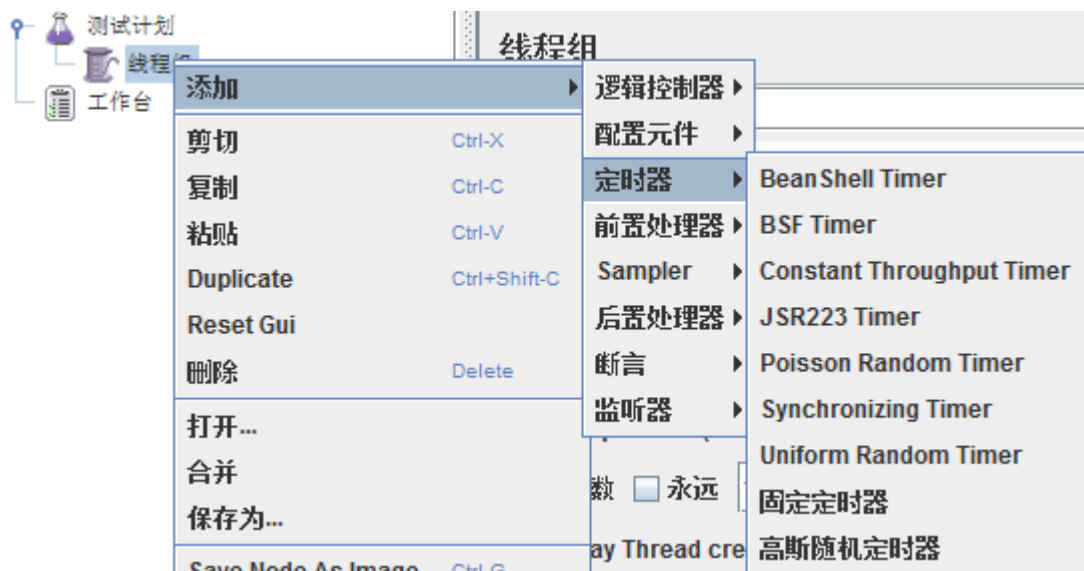 测试计划
线程组
工作台
线程组
添加
剪切 Ctrl-X
复制 Ctrl-C
粘贴 Ctrl-V
Duplicate Ctrl+Shift-C
Reset Gui
删除 Delete
打开...
合并
保存为...
Save Node As Image Ctrl-G
逻辑控制器
配置元件
定时器
前置处理器
Sampler
后置处理器
断言
监听器
数 永远
ay Thread cre
BeanShell Timer
BSF Timer
Constant Throughput Timer
JSR223 Timer
Poisson Random Timer
Synchronizing Timer
Uniform Random Timer
固定定时器
高斯随机定时器